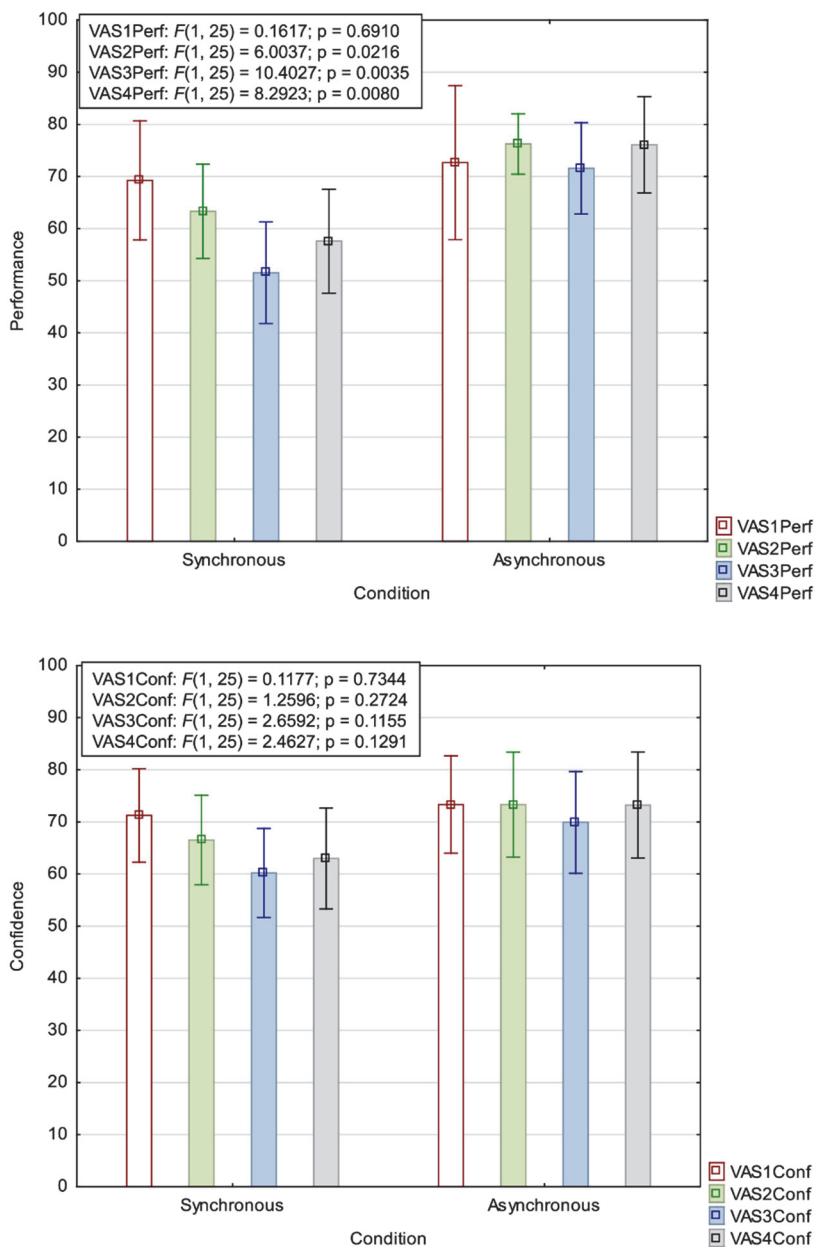 VAS1Perf: F(1, 25) = 0.1617; p = 0.6910
VAS2Perf: F(1, 25) = 6.0037; p = 0.0216
VAS3Perf: F(1, 25) = 10.4027; p = 0.0035
VAS4Perf: F(1, 25) = 8.2923; p = 0.0080
100
90
80
70
60
50
40
30
20
10
0
Performance
Synchronous
Asynchronous
Condition
VAS1Perf
VAS2Perf
VAS3Perf
VAS4Perf
VAS1Conf: F(1, 25) = 0.1177; p = 0.7344
VAS2Conf: F(1, 25) = 1.2596; p = 0.2724
VAS3Conf: F(1, 25) = 2.6592; p = 0.1155
VAS4Conf: F(1, 25) = 2.4627; p = 0.1291
100
90
80
70
60
50
40
30
20
10
0
Confidence
Synchronous
Asynchronous
Condition
VAS1Conf
VAS2Conf
VAS3Conf
VAS4Conf